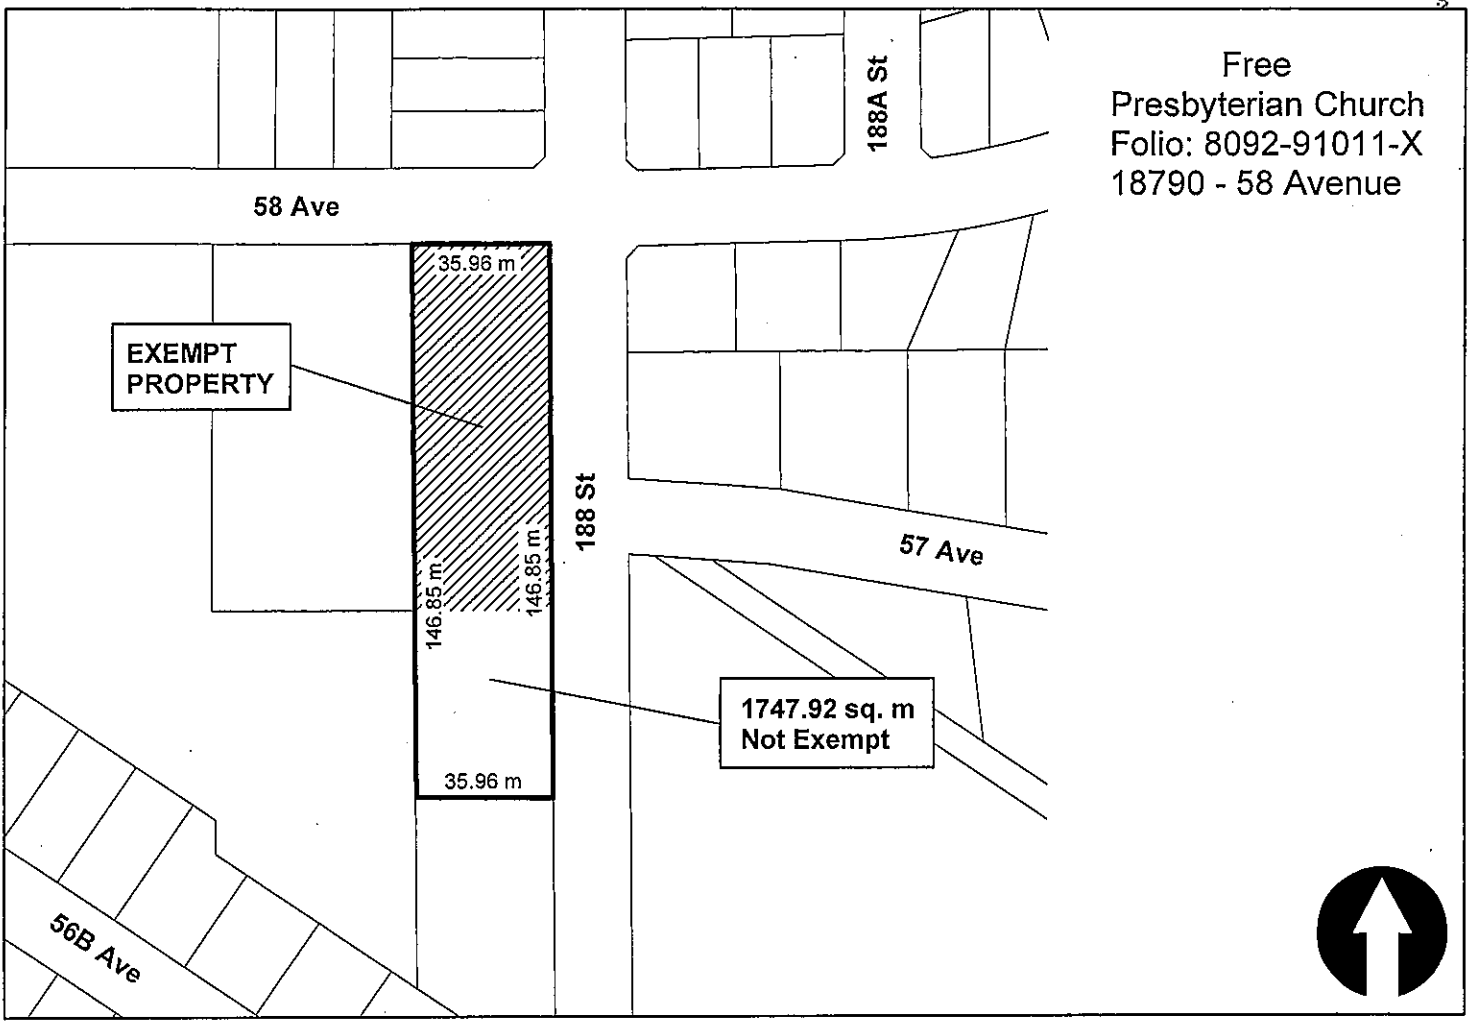 188A St
Free
Presbyterian Church
Folio: 8092-91011-X
18790 - 58 Avenue
58 Ave
35.96 m
EXEMPT
PROPERTY
188 St
146.85 m
146.85 m
57 Ave
1747.92 sq. m
Not Exempt
35.96 m
56B Ave